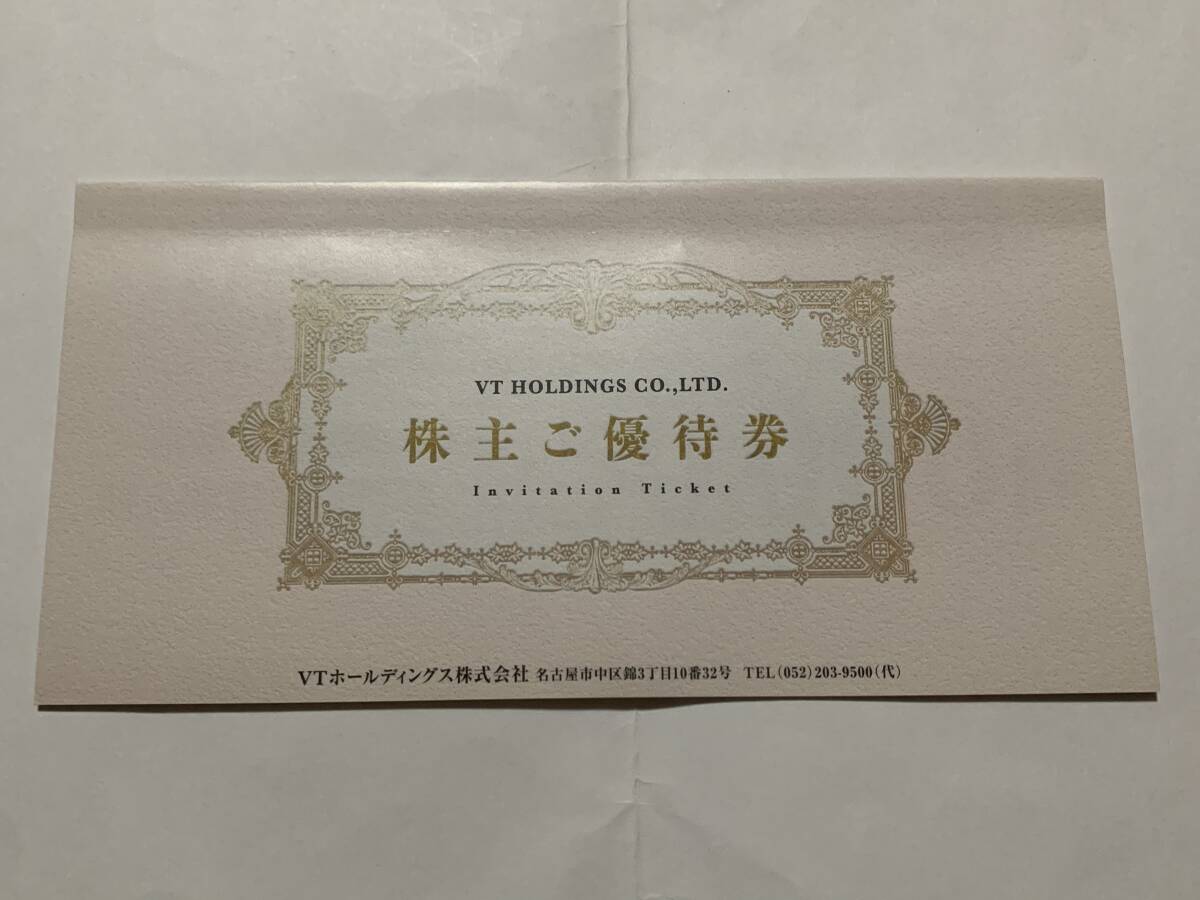 VT HOLDINGS CO.,LTD.
株主ご優待券
Invitation Ticket
VTホールディングス株式会社 名古屋市中区錦3丁目10番32号 TEL(052)203-9500(代)